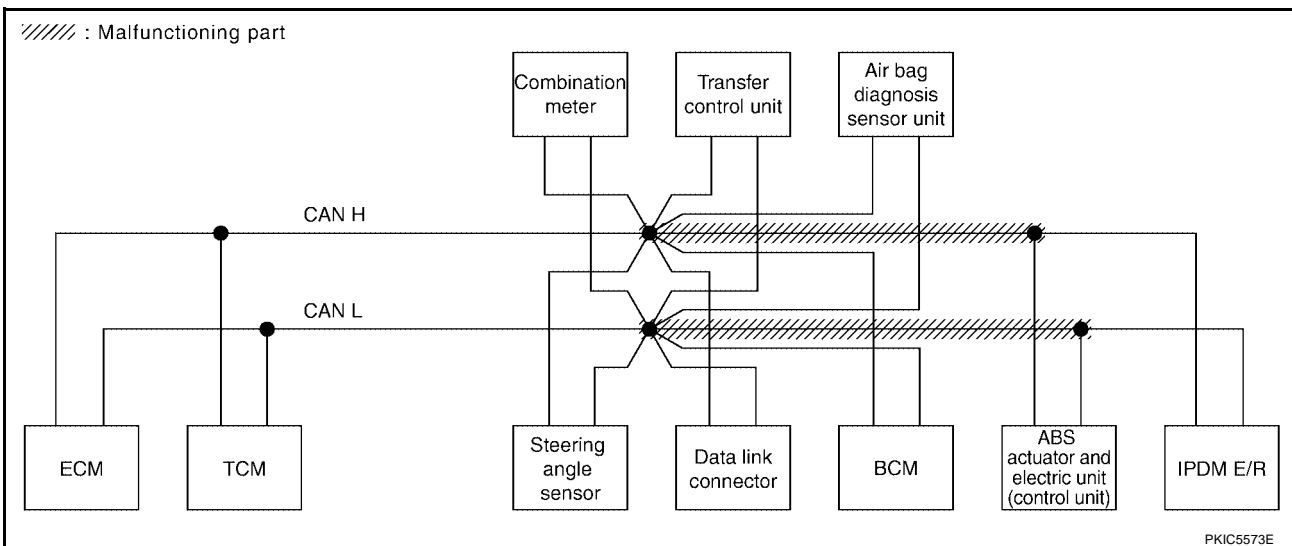 : Malfunctioning part
Combination
meter
Transfer
control unit
Air bag
diagnosis
sensor unit
CAN H
CAN L
ECM
TCM
Steering
angle
sensor
Data link
connector
BCM
ABS
actuator and
electric unit
(control unit)
IPDM E/R
PKIC5573E